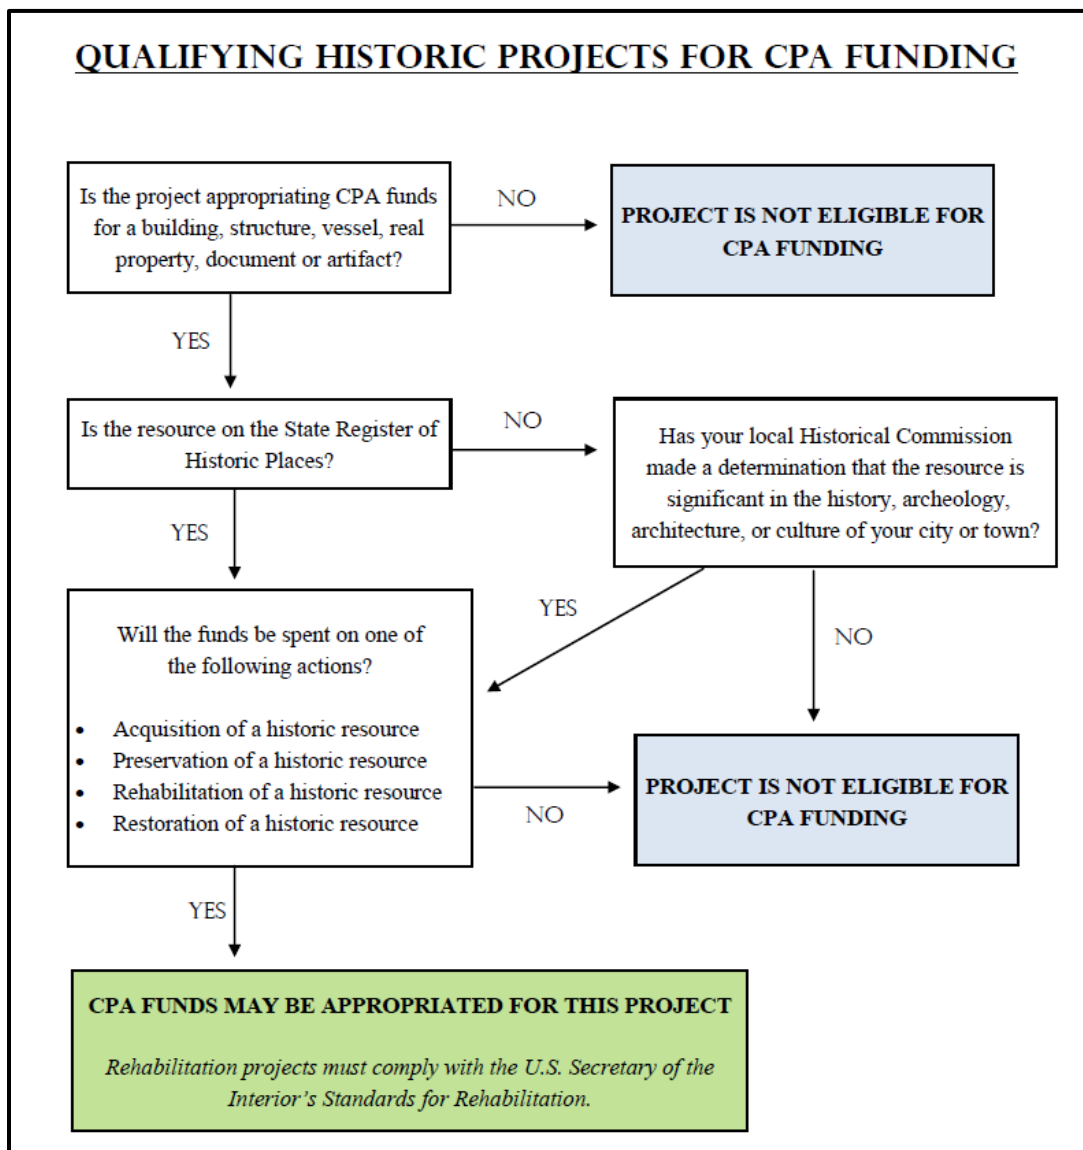 QUALIFYING HISTORIC PROJECTS FOR CPA FUNDING
Is the project appropriating CPA funds
for a building, structure, vessel, real
property, document or artifact?
NO
PROJECT IS NOT ELIGIBLE FOR
CPA FUNDING
YES
Is the resource on the State Register of
Historic Places?
NO
Has your local Historical Commission
made a determination that the resource is
significant in the history, archeology,
architecture, or culture of your city or town?
YES
YES
NO
Will the funds be spent on one of
the following actions?
• Acquisition of a historic resource
• Preservation of a historic resource
• Rehabilitation of a historic resource
• Restoration of a historic resource
NO
PROJECT IS NOT ELIGIBLE FOR
CPA FUNDING
YES
CPA FUNDS MAY BE APPROPRIATED FOR THIS PROJECT
Rehabilitation projects must comply with the U.S. Secretary of the
Interior's Standards for Rehabilitation.